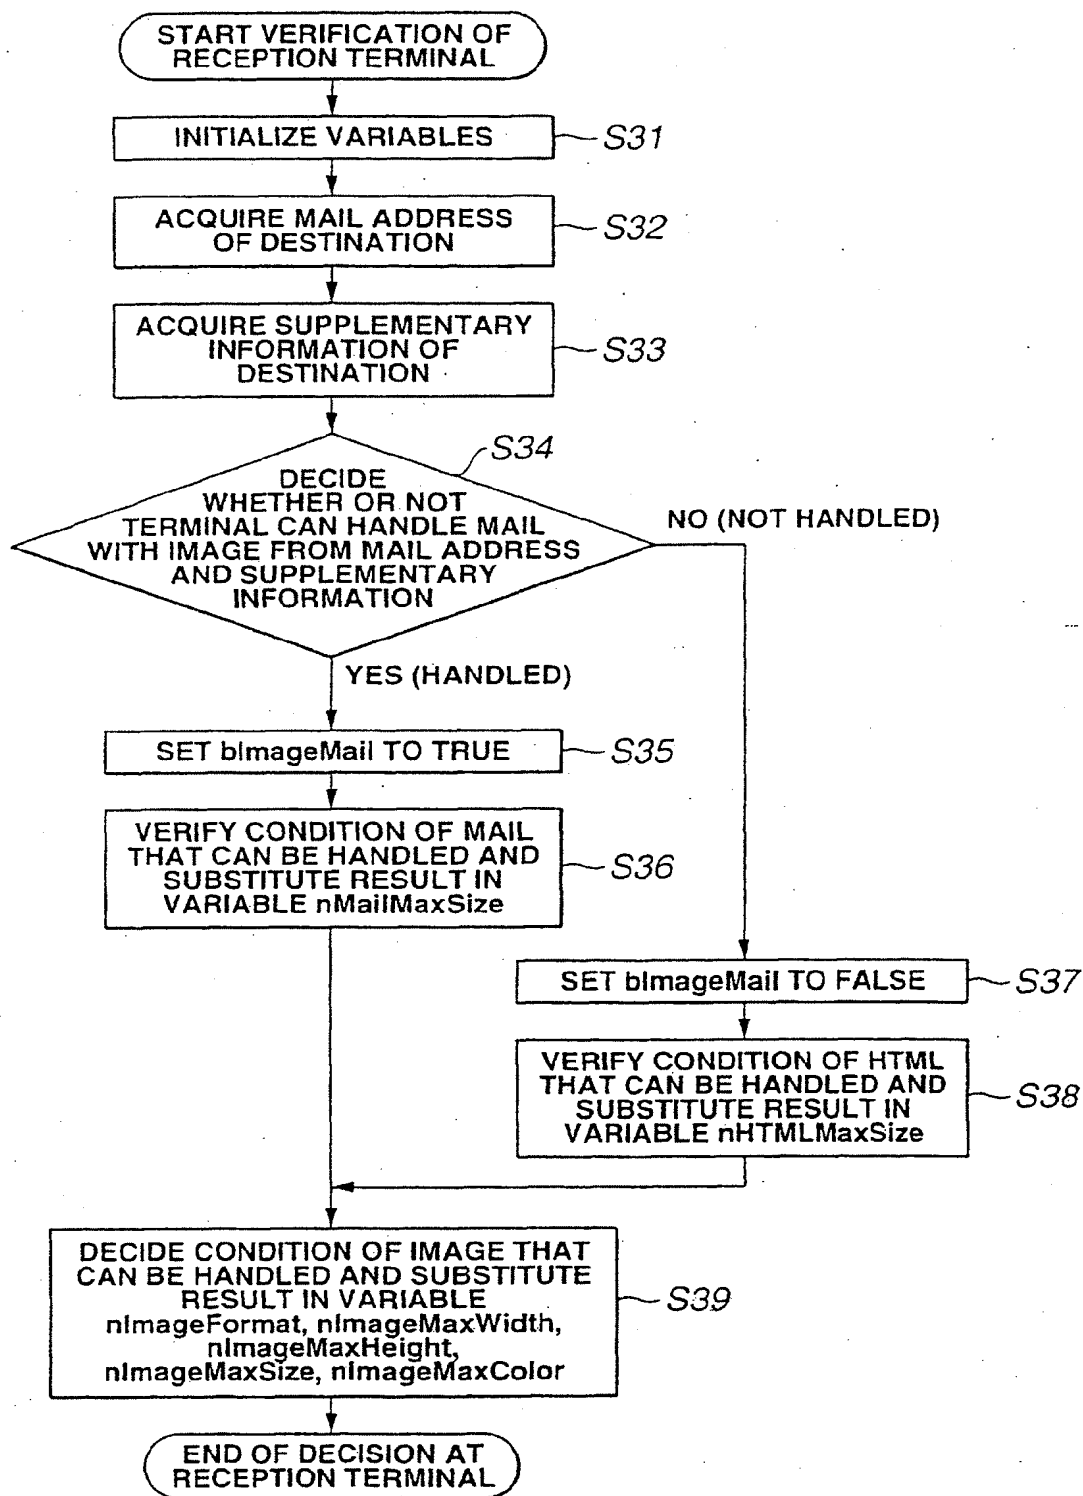 START VERIFICATION OF
RECEPTION TERMINAL
INITIALIZE VARIABLES
S31
ACQUIRE MAIL ADDRESS
OF DESTINATION
S32
ACQUIRE SUPPLEMENTARY
INFORMATION OF
DESTINATION
S33
S34
DECIDE
WHETHER OR NOT
TERMINAL CAN HANDLE MAIL
WITH IMAGE FROM MAIL ADDRESS
AND SUPPLEMENTARY
INFORMATION
NO (NOT HANDLED)
YES (HANDLED)
SET bImageMail TO TRUE
S35
VERIFY CONDITION OF MAIL
THAT CAN BE HANDLED AND
SUBSTITUTE RESULT IN
VARIABLE nMailMaxSize
S36
SET bImageMail TO FALSE
S37
VERIFY CONDITION OF HTML
THAT CAN BE HANDLED AND
SUBSTITUTE RESULT IN
VARIABLE nHTMLMaxSize
S38
DECIDE CONDITION OF IMAGE THAT
CAN BE HANDLED AND SUBSTITUTE
RESULT IN VARIABLE
nImageFormat, nImageMaxWidth,
nImageMaxHeight,
nImageMaxSize, nImageMaxColor
S39
END OF DECISION AT
RECEPTION TERMINAL